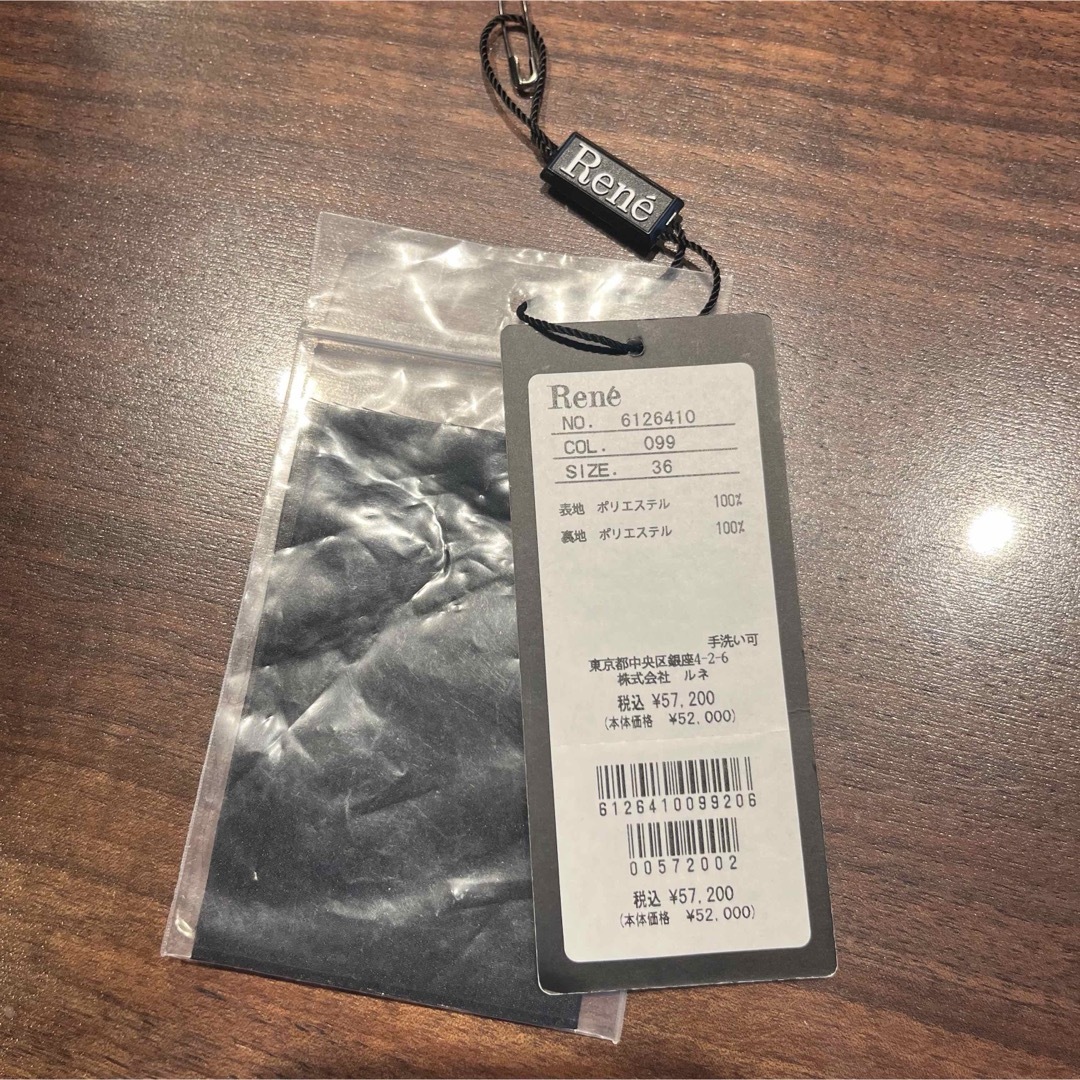 René
René
NO. 6126410
COL. 099
SIZE. 36
表地 ポリエステル 100%
裏地 ポリエステル 100%
手洗い可
東京都中央区銀座4-2-6
株式会社 ルネ
税込 ¥57,200
(本体価格 ¥52,000)
6126410099206
00572002
税込 ¥57,200
(本体価格 ¥52,000)